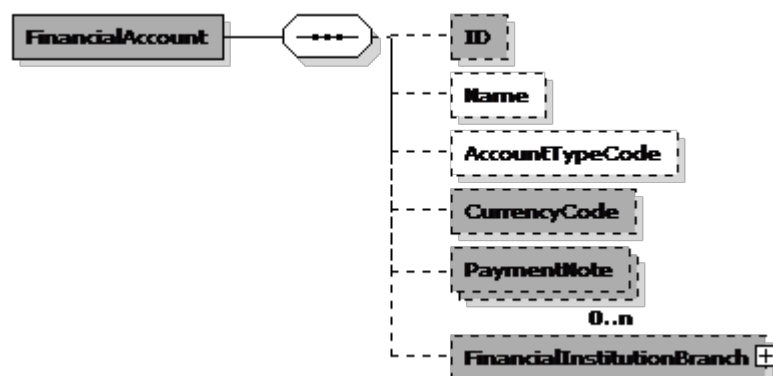 FinancialAccount
ID
Name
AccountTypeCode
CurrencyCode
PaymentNote
0..n
FinancialInstitutionBranch